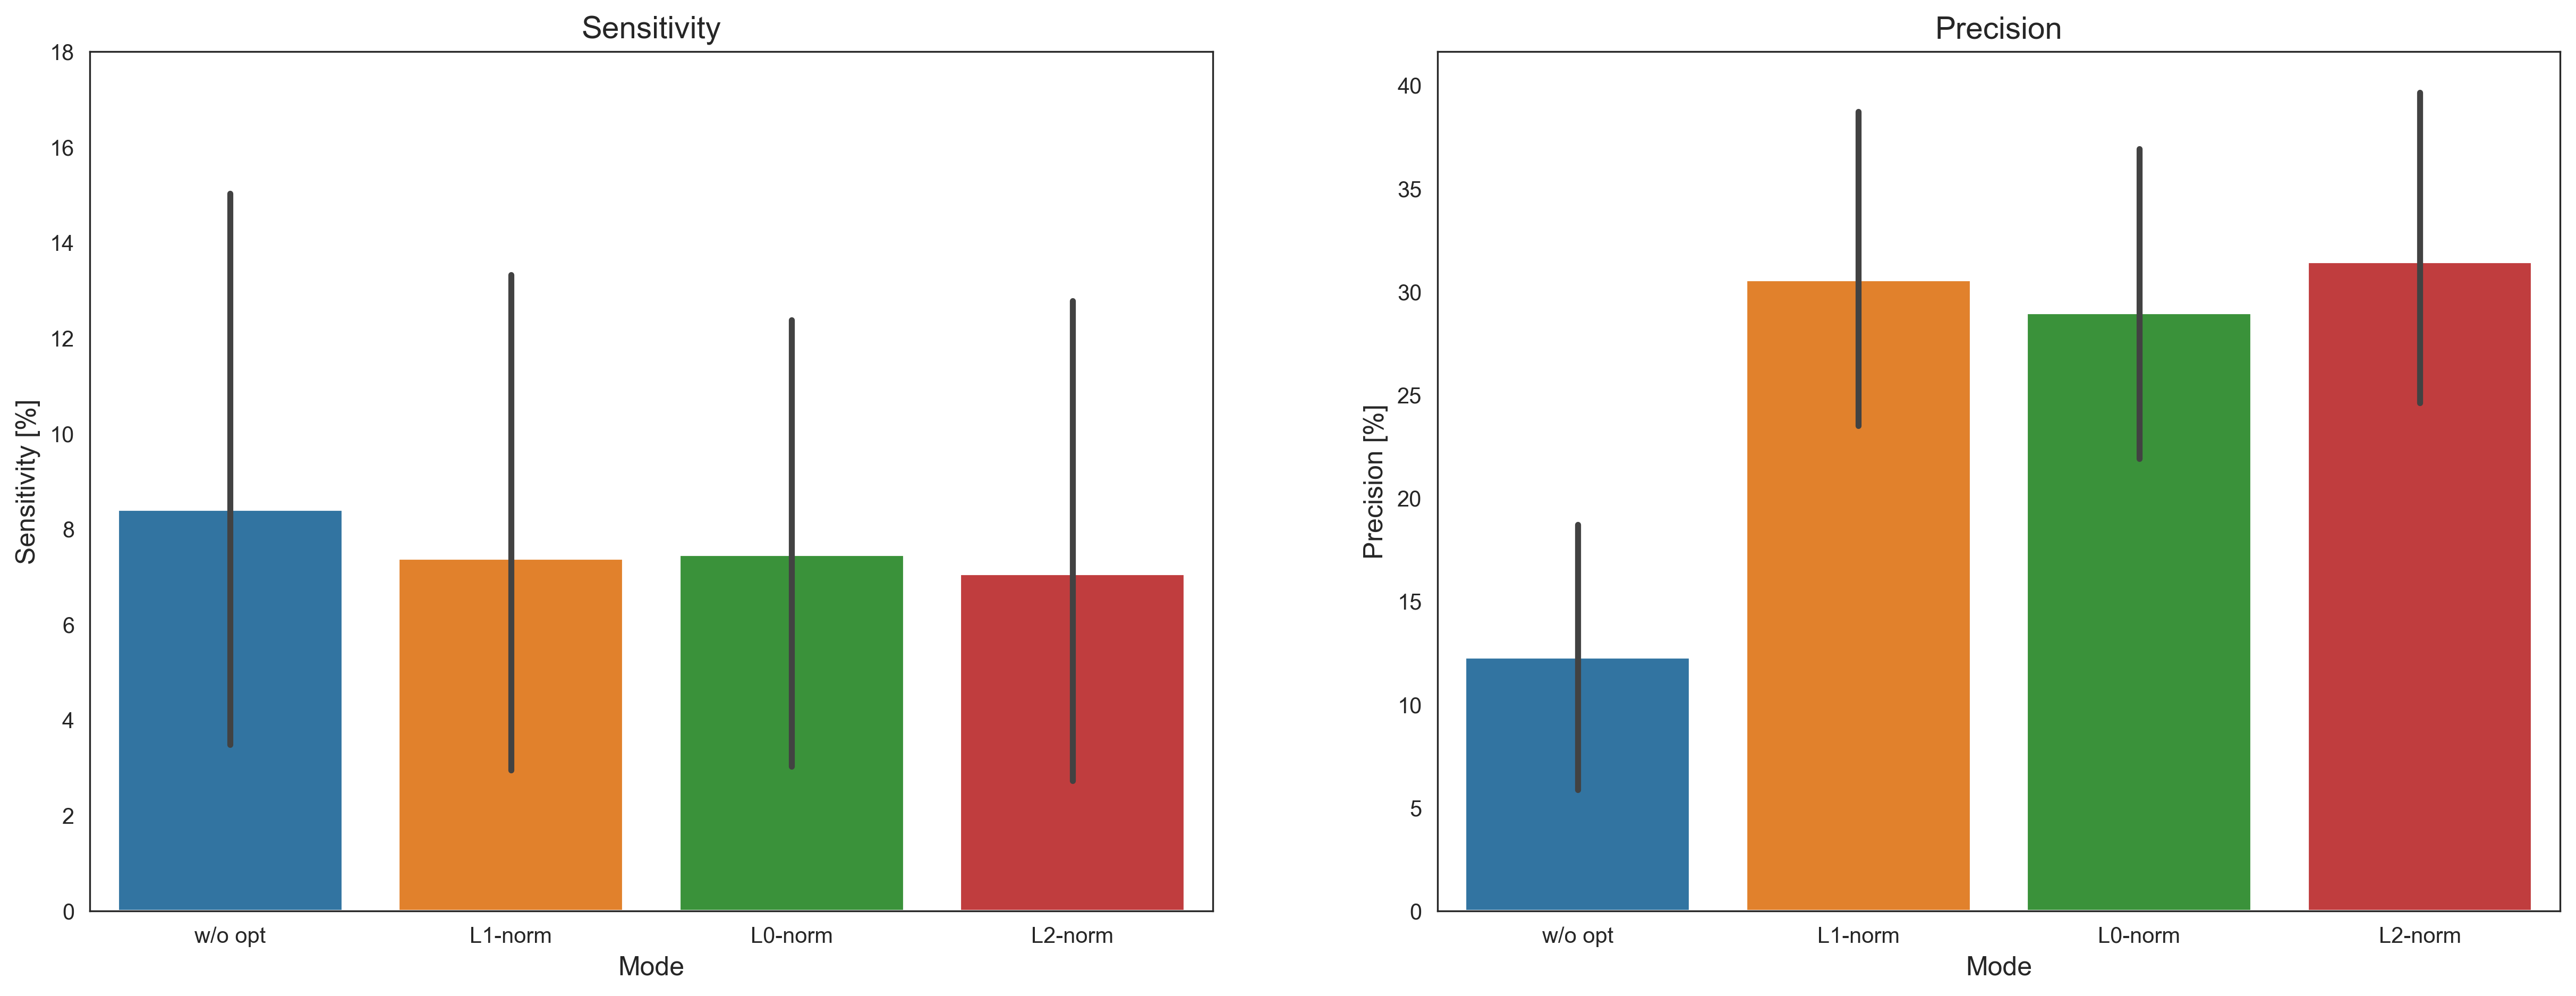 Sensitivity
18
16
14
12
10
8
6
4
2
0
Sensitivity [%]
w/o opt L1-norm L0-norm L2-norm
Mode
Precision
40
35
30
25
20
15
10
5
0
Precision [%]
w/o opt L1-norm L0-norm L2-norm
Mode